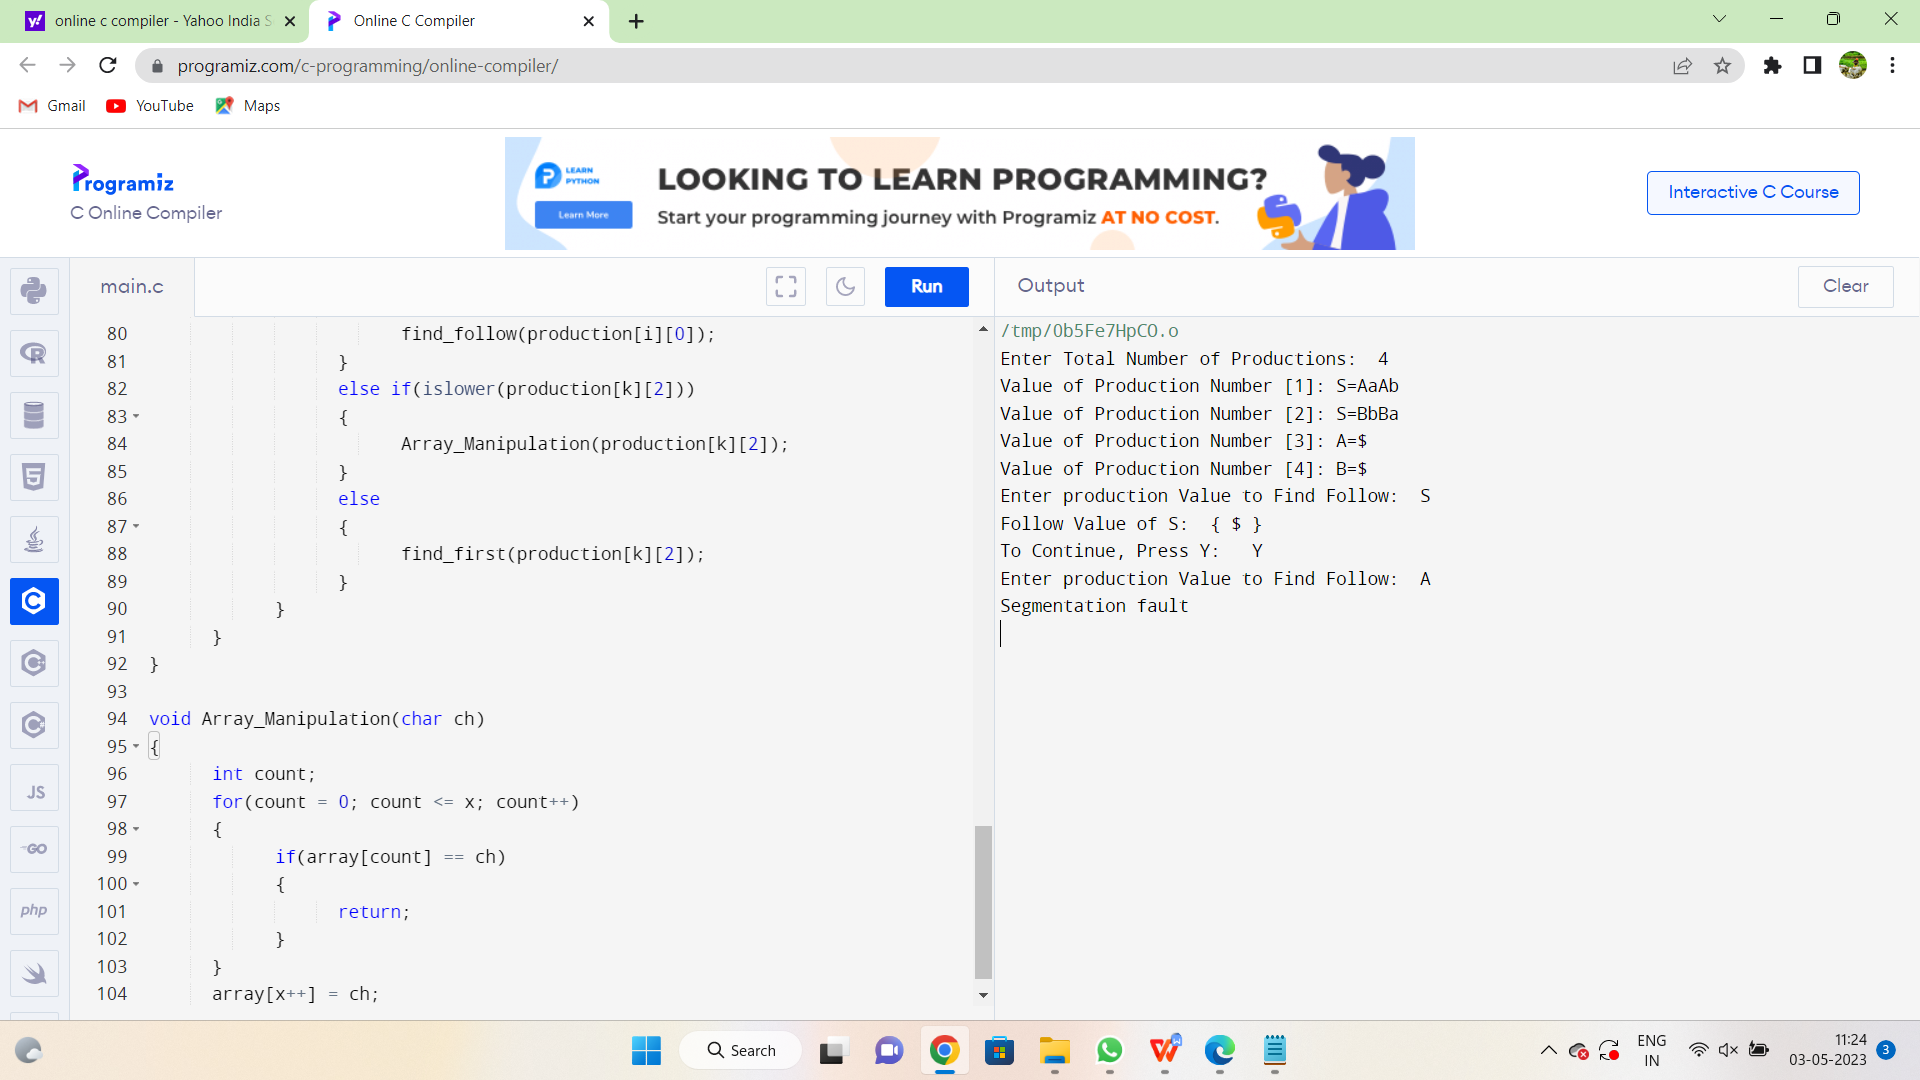 online c compiler - Yahoo India S
Online C Compiler
programiz.com/c-programming/online-compiler/
Gmail
YouTube
Maps
Programiz
C Online Compiler
LEARN
PYTHON
Learn More
LOOKING TO LEARN PROGRAMMING?
Start your programming journey with Programiz AT NO COST.
Interactive C Course
main.c
Run
Output
Clear
80 find_follow(production[i][0]);
81 }
82 else if(islower(production[k][2]))
83 {
84 Array_Manipulation(production[k][2]);
85 }
86 else
87 {
88 find_first(production[k][2]);
89 }
90 }
91 }
92 }
93
94 void Array_Manipulation(char ch)
95 {
96 int count;
97 for(count = 0; count <= x; count++)
98 {
99 if(array[count] == ch)
100 {
101 return;
102 }
103 }
104 array[x++] = ch;
/tmp/0b5Fe7HpCO.o
Enter Total Number of Productions: 4
Value of Production Number [1]: S=AaAb
Value of Production Number [2]: S=BbBa
Value of Production Number [3]: A=$
Value of Production Number [4]: B=$
Enter production Value to Find Follow: S
Follow Value of S: { $ }
To Continue, Press Y: Y
Enter production Value to Find Follow: A
Segmentation fault
JS
GO
php
Search
ENG
IN
11:24
03-05-2023
3